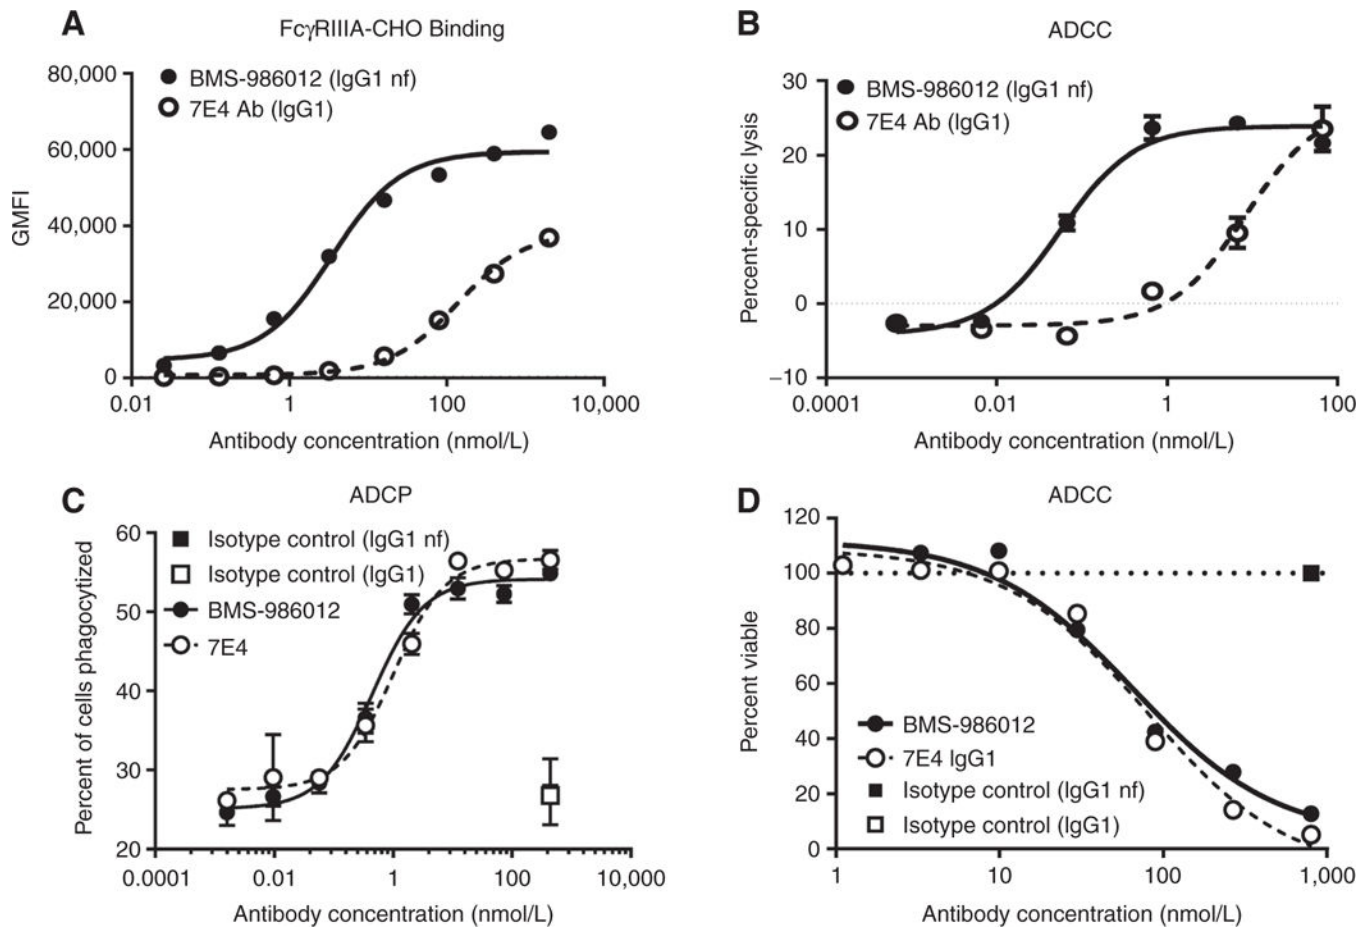 A
FcγRIIIA-CHO Binding
80,000
60,000
40,000
20,000
0
GMFI
BMS-986012 (IgG1 nf)
7E4 Ab (IgG1)
0.01
1
100
10,000
Antibody concentration (nmol/L)
B
ADCC
30
20
10
0
−10
Percent-specific lysis
BMS-986012 (IgG1 nf)
7E4 Ab (IgG1)
0.0001
0.01
1
100
Antibody concentration (nmol/L)
C
ADCP
60
50
40
30
20
Percent of cells phagocytized
Isotype control (IgG1 nf)
Isotype control (IgG1)
BMS-986012
7E4
0.0001
0.01
1
100
10,000
Antibody concentration (nmol/L)
D
ADCC
120
100
80
60
40
20
0
Percent viable
BMS-986012
7E4 IgG1
Isotype control (IgG1 nf)
Isotype control (IgG1)
1
10
100
1,000
Antibody concentration (nmol/L)